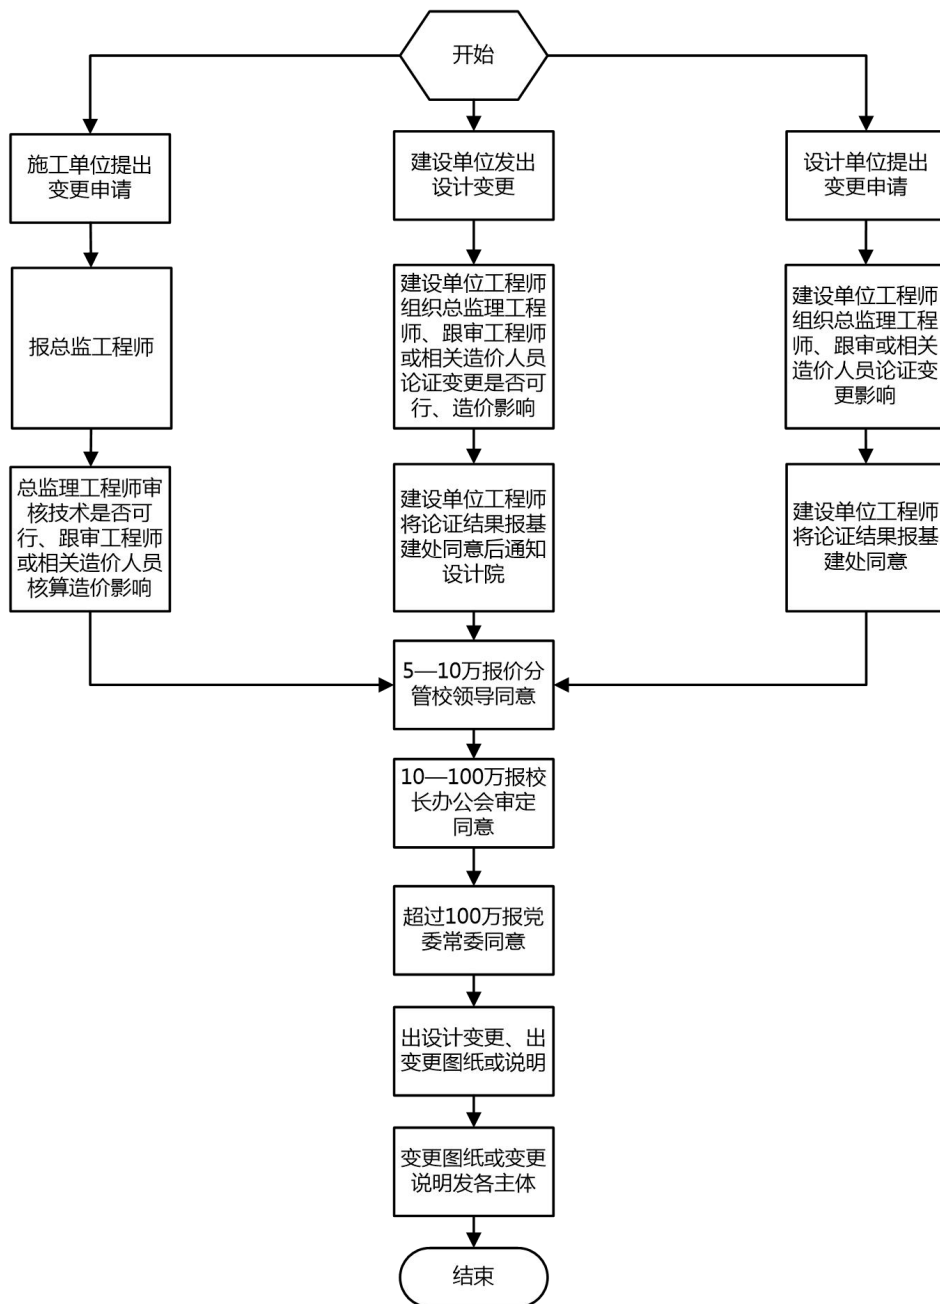 开始
施工单位提出
变更申请
建设单位发出
设计变更
设计单位提出
变更申请
报总监工程师
建设单位工程师
组织总监理工程
师、跟审工程师
或相关造价人员
论证变更是否可
行、造价影响
建设单位工程师
组织总监理工程
师、跟审或相关
造价人员论证变
更影响
总监理工程师审
核技术是否可
行、跟审工程师
或相关造价人员
核算造价影响
建设单位工程师
将论证结果报基
建处同意后通知
设计院
建设单位工程师
将论证结果报基
建处同意
5—10万报价分
管校领导同意
10—100万报校
长办公会审定
同意
超过100万报党
委常委同意
出设计变更、出
变更图纸或说明
变更图纸或变更
说明发各主体
结束